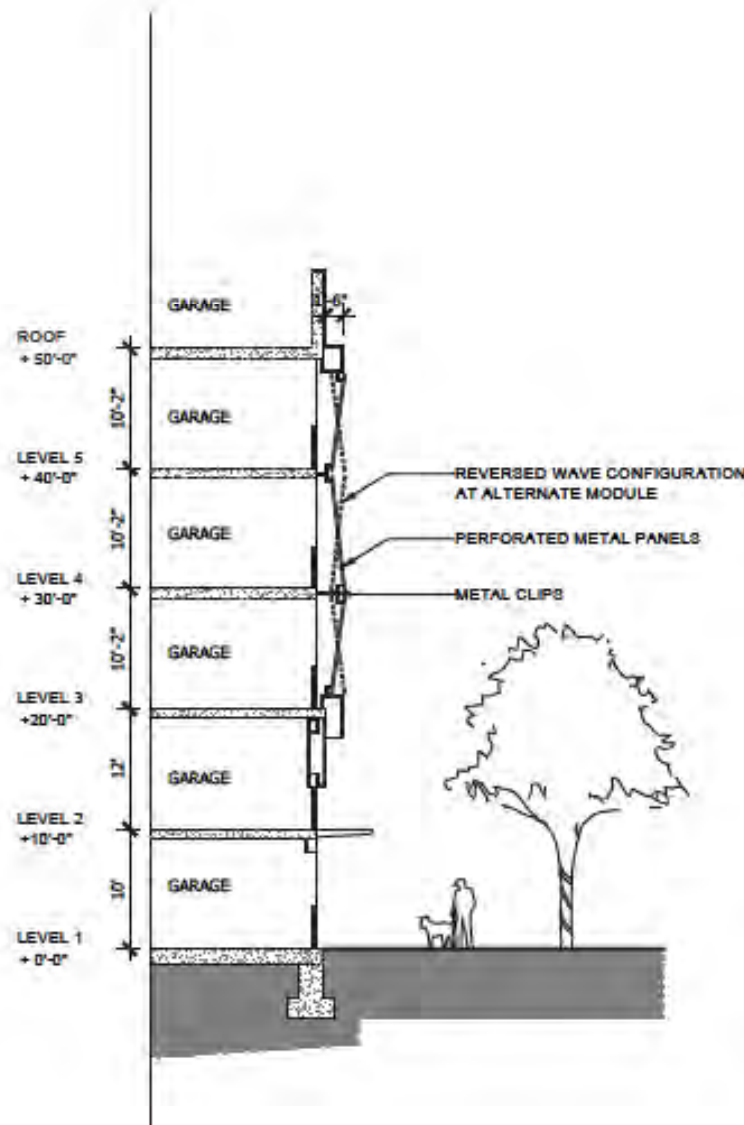 GARAGE
-6"
ROOF
+ 50'-0"
10'-2"
GARAGE
LEVEL 5
+ 40'-0"
REVERSED WAVE CONFIGURATION
AT ALTERNATE MODULE
10'-2"
GARAGE
PERFORATED METAL PANELS
LEVEL 4
+ 30'-0"
METAL CLIPS
10'-2"
GARAGE
LEVEL 3
+20'-0"
12'
GARAGE
LEVEL 2
+10'-0"
10'
GARAGE
LEVEL 1
+ 0'-0"